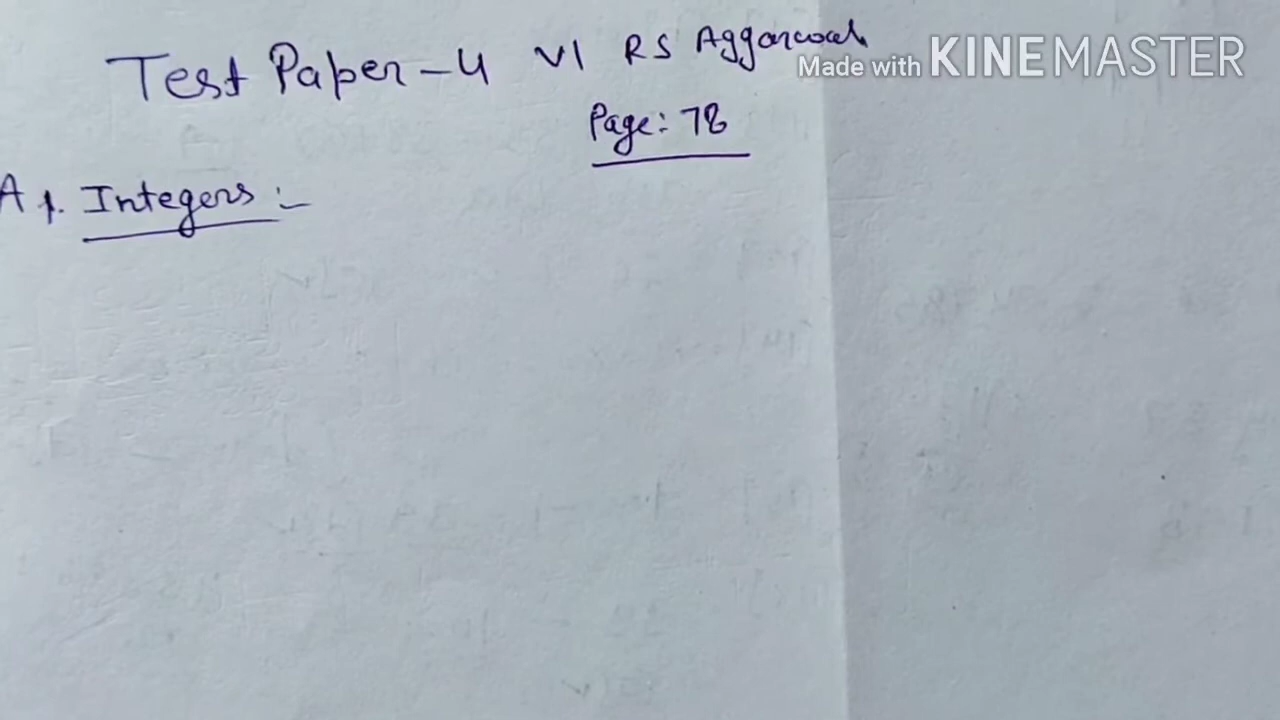 Test Paper-4 VI RS Aggarwal
Made with KINEMASTER
Page: 78
A 1. Integers :-